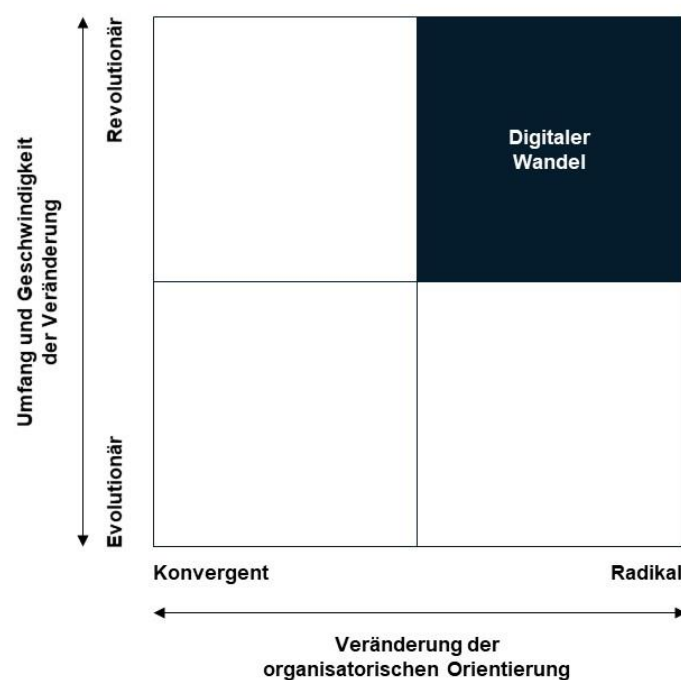 Revolutionär
Umfang und Geschwindigkeit
der Veränderung
Evolutionär
Digitaler
Wandel
Konvergent
Radikal
Veränderung der
organisatorischen Orientierung